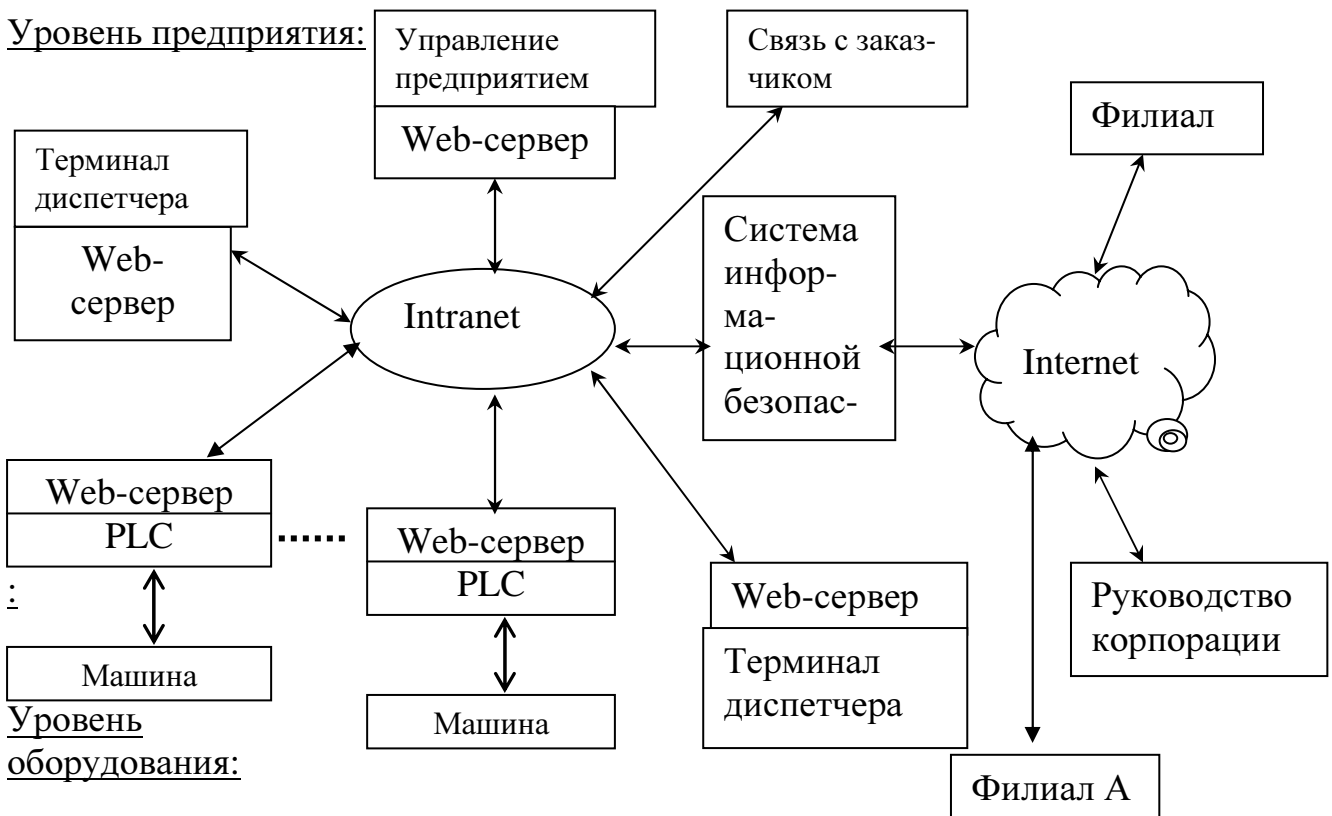 Уровень предприятия:
Управление
предприятием
Web-сервер
Связь с заказ-
чиком
Филиал
Терминал
диспетчера
Web-
сервер
Intranet
Система
инфор-
ма-
ционной
безопас-
Internet
Web-сервер
PLC
......
Web-сервер
PLC
:
Машина
Уровень
оборудования:
Машина
Web-сервер
Терминал
диспетчера
Руководство
корпорации
Филиал А